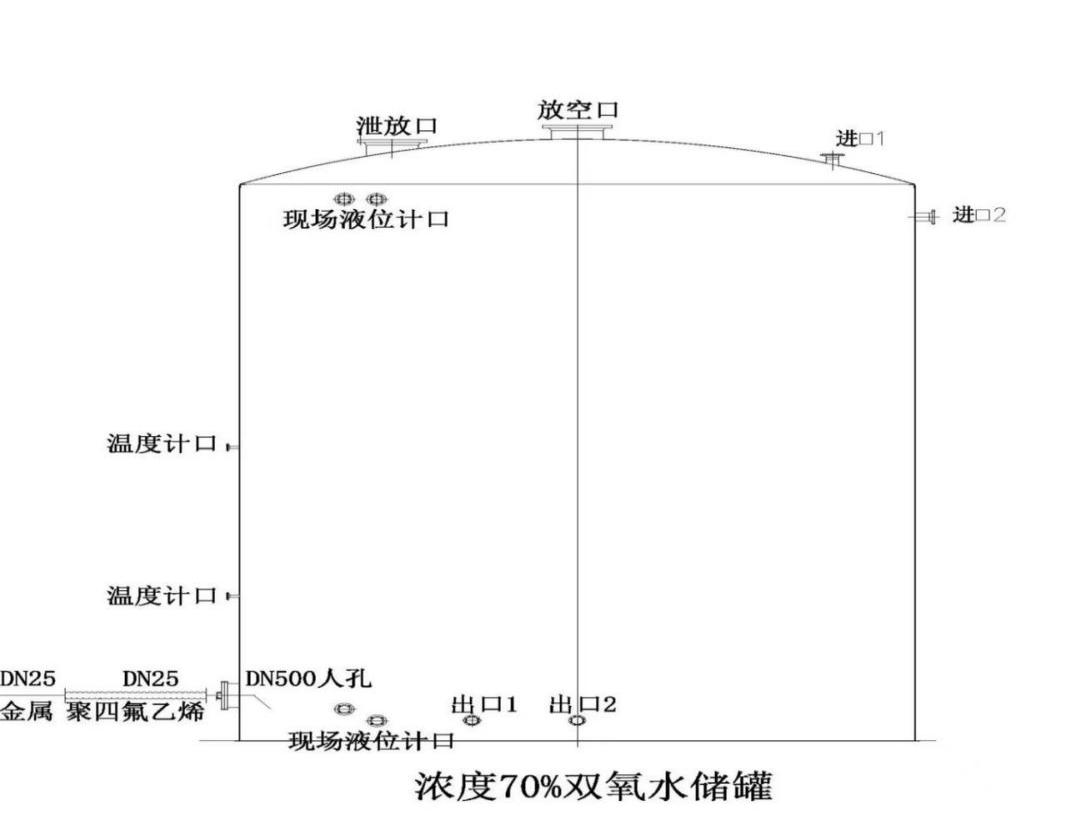 放空口
泄放口
进口1
现场液位计口
进口2
温度计口
温度计口
DN25 DN25 DN500人孔
金属 聚四氟乙烯
出口1 出口2
现场液位计口
浓度70%双氧水储罐